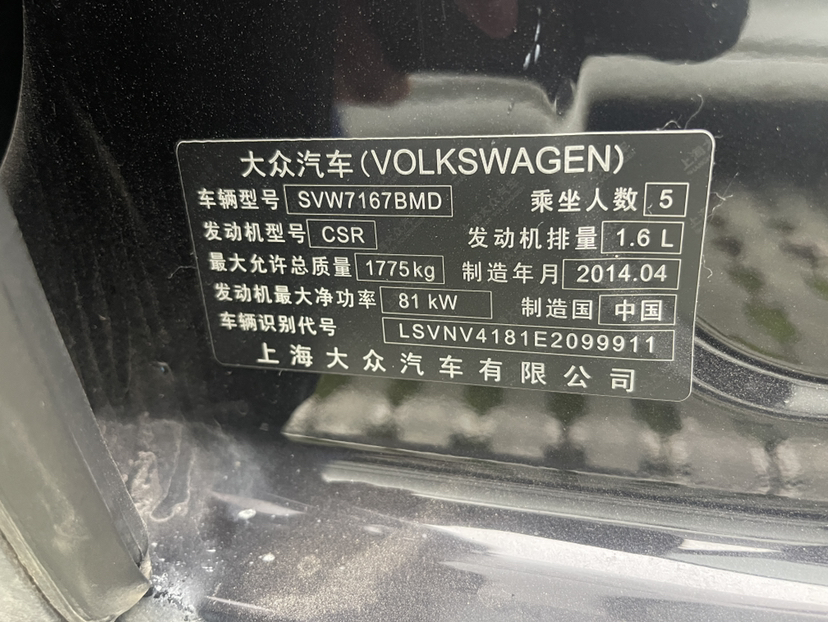 大众汽车(VOLKSWAGEN)
车辆型号 SVW7167BMD 乘坐人数 5
发动机型号 CSR 发动机排量 1.6 L
最大允许总质量 1775kg 制造年月 2014.04
发动机最大净功率 81 kW 制造国 中国
车辆识别代号 LSVNV4181E2099911
上海大众汽车有限公司